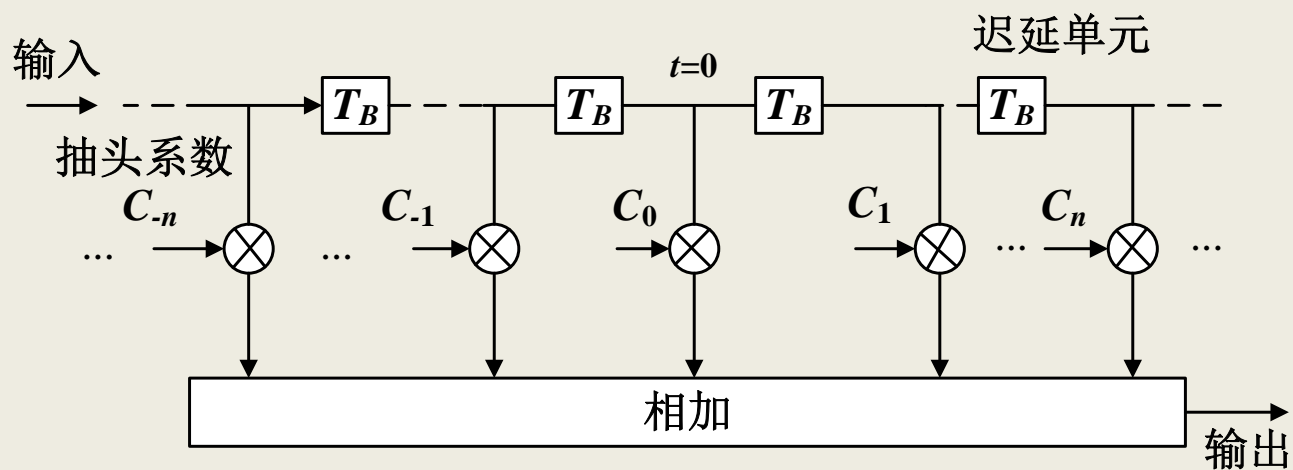 输入
迟延单元
t=0
T_B
T_B
T_B
T_B
抽头系数
C_{-n}
C_{-1}
C_0
C_1
C_n
...
...
...
...
相加
输出